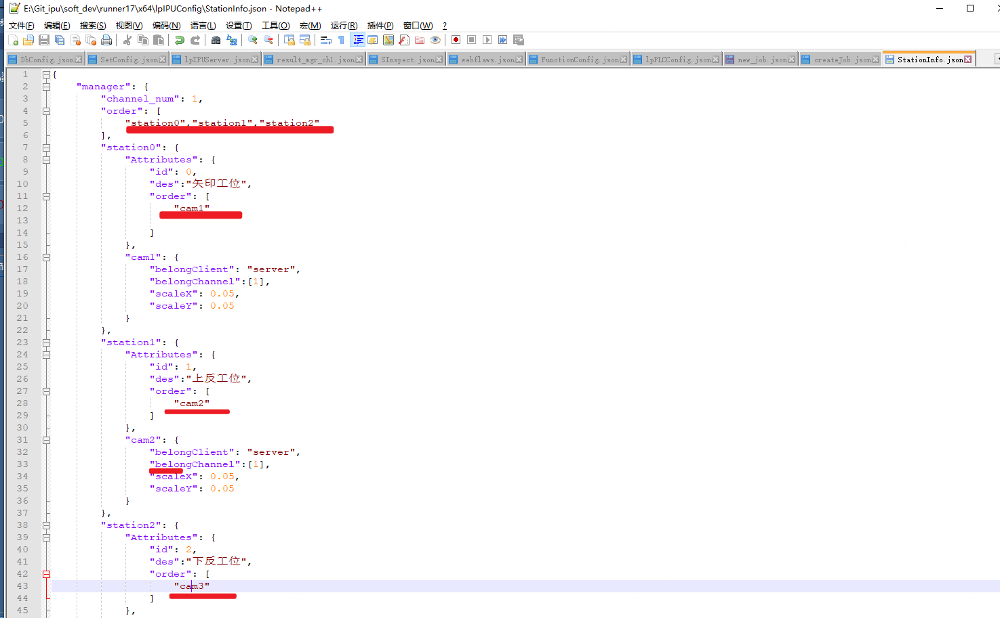 E:\Git_ipu\soft_dev\runner17\x64\lpIPUConfig\StationInfo.json - Notepad++
文件(F) 编辑(E) 搜索(S) 视图(V) 编码(N) 语言(L) 设置(T) 工具(O) 宏(M) 运行(R) 插件(P) 窗口(W) ?
DbConfig.json SetConfig.json lpIPUServer.json result_mgr_ch1.json SInspect.json webflaws.json FunctionConfig.json lpPLCConfig.json new_job.json createJob.json StationInfo.json
1 {
2 "manager": {
3 "channel_num": 1,
4 "order": [
5 "station0","station1","station2"
6 ],
7 "station0": {
8 "Attributes": {
9 "id": 0,
10 "des":"矢印工位",
11 "order": [
12 "cam1"
13
14 ]
15 },
16 "cam1": {
17 "belongClient": "server",
18 "belongChannel":[1],
19 "scaleX": 0.05,
20 "scaleY": 0.05
21 }
22 },
23 "station1": {
24 "Attributes": {
25 "id": 1,
26 "des":"上反工位",
27 "order": [
28 "cam2"
29 ]
30 },
31 "cam2": {
32 "belongClient": "server",
33 "belongChannel":[1],
34 "scaleX": 0.05,
35 "scaleY": 0.05
36 }
37 },
38 "station2": {
39 "Attributes": {
40 "id": 2,
41 "des":"下反工位",
42 "order": [
43 "cam3"
44 ]
45 },